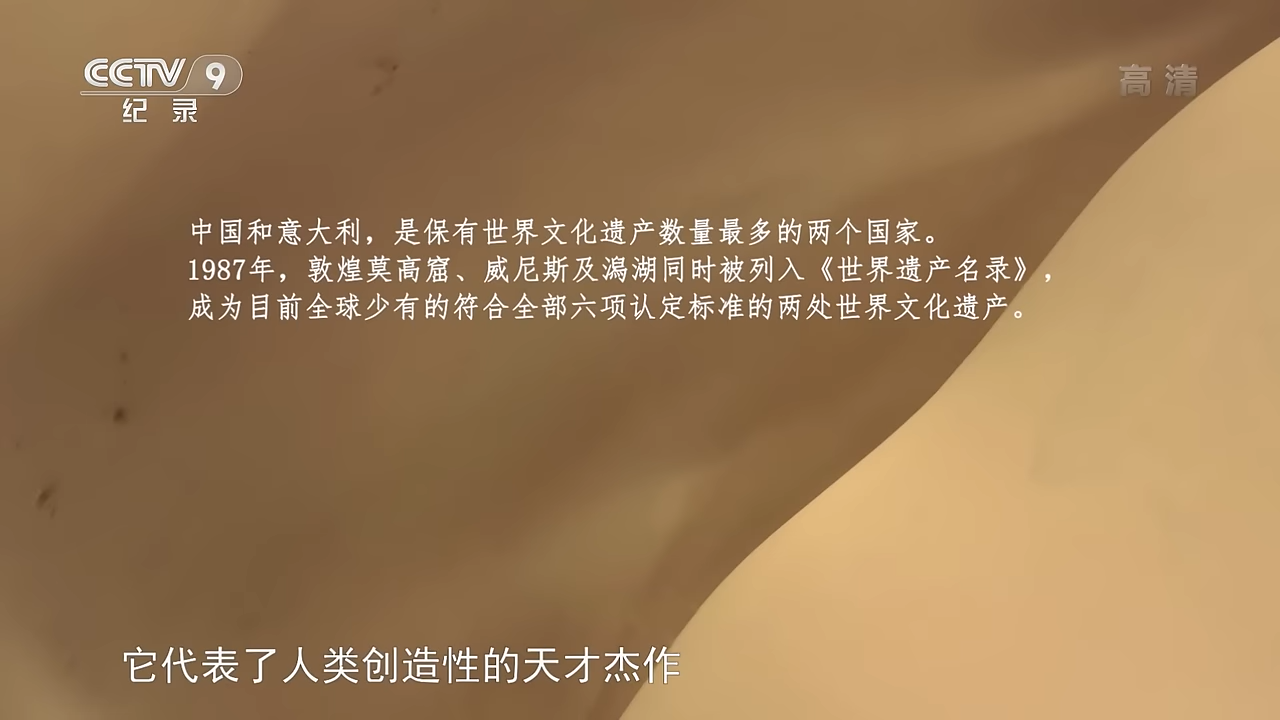 CCTV 9
高清
纪录
中国和意大利，是保有世界文化遗产数量最多的两个国家。
1987年，敦煌莫高窟、威尼斯及潟湖同时被列入《世界遗产名录》，
成为目前全球少有的符合全部六项认定标准的两处世界文化遗产。
它代表了人类创造性的天才杰作